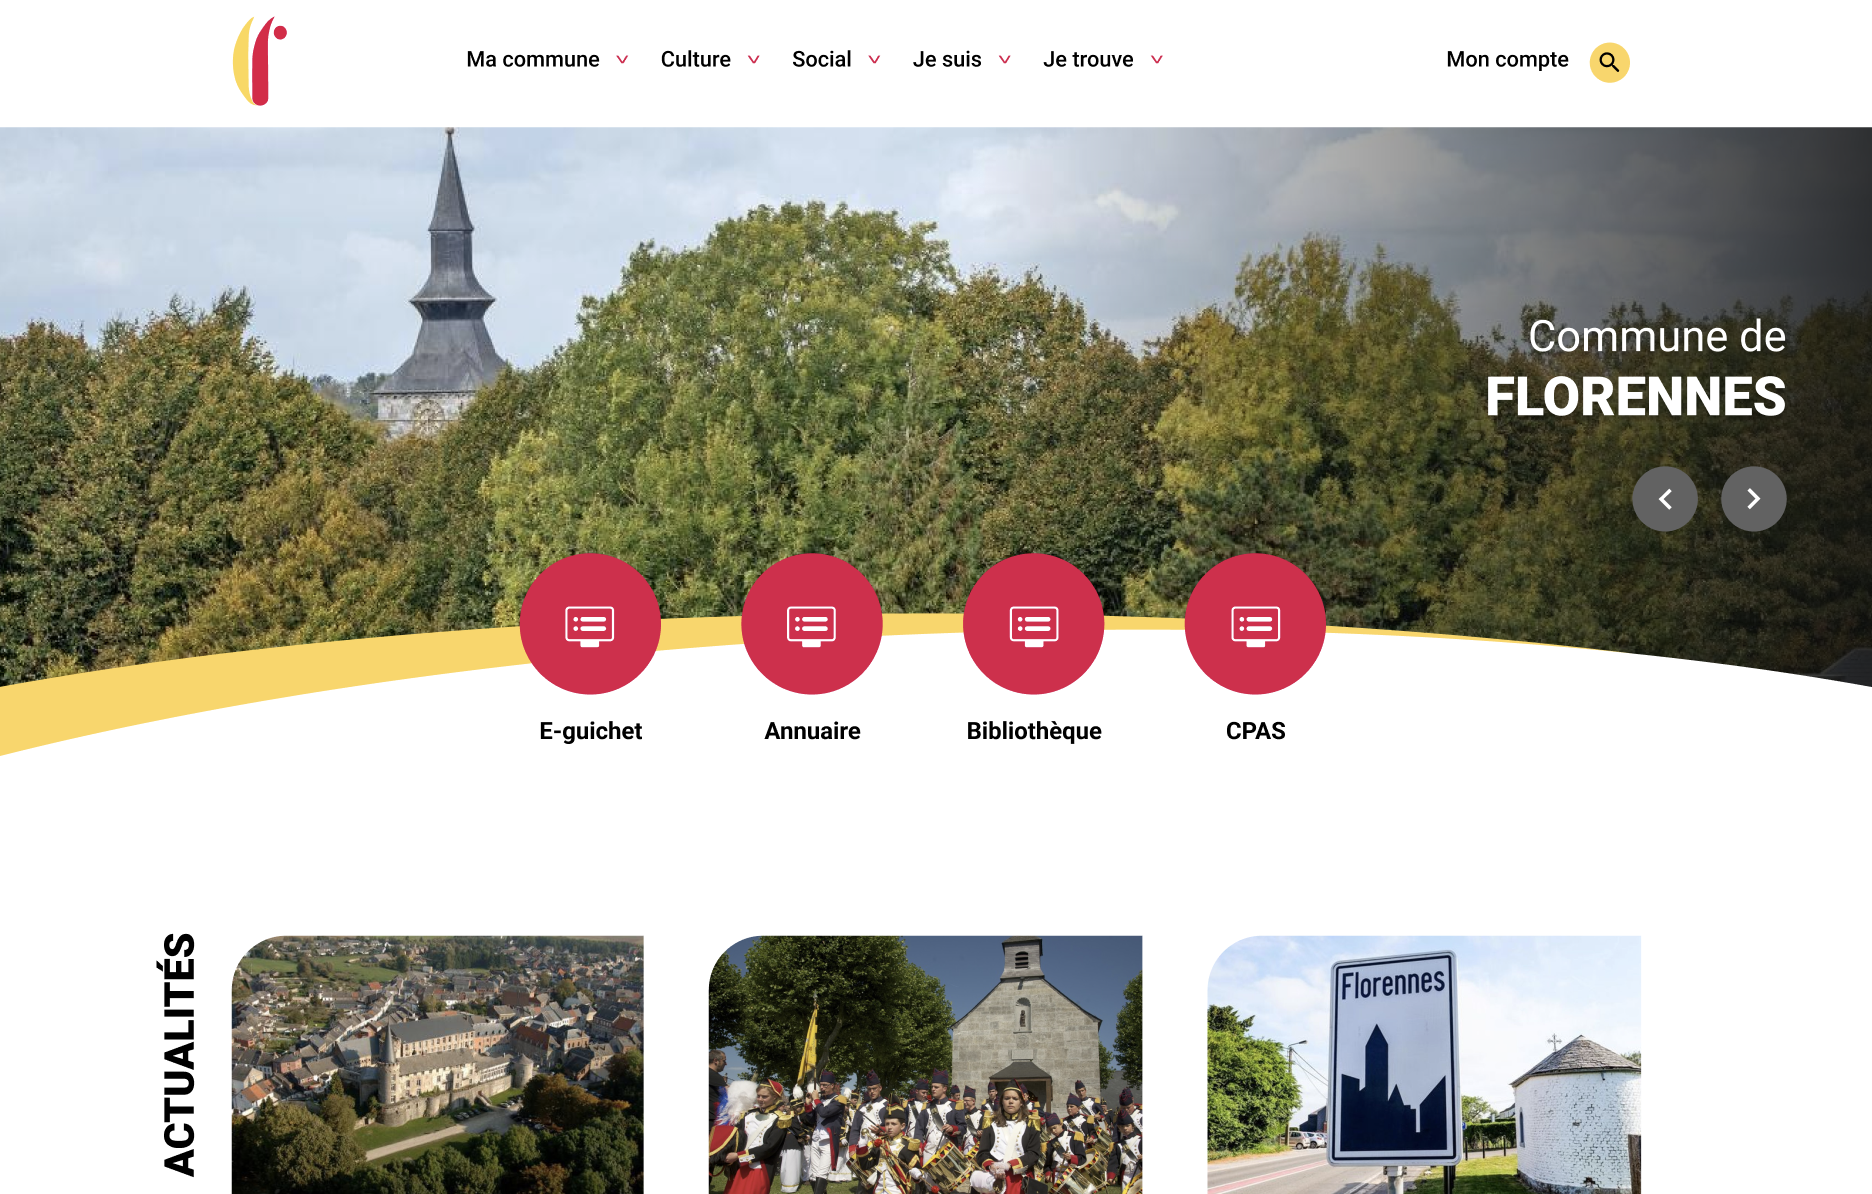 Ma commune
Culture
Social
Je suis
Je trouve
Mon compte
Commune de
FLORENNES
E-guichet
Annuaire
Bibliothèque
CPAS
ACTUALITÉS
Florennes